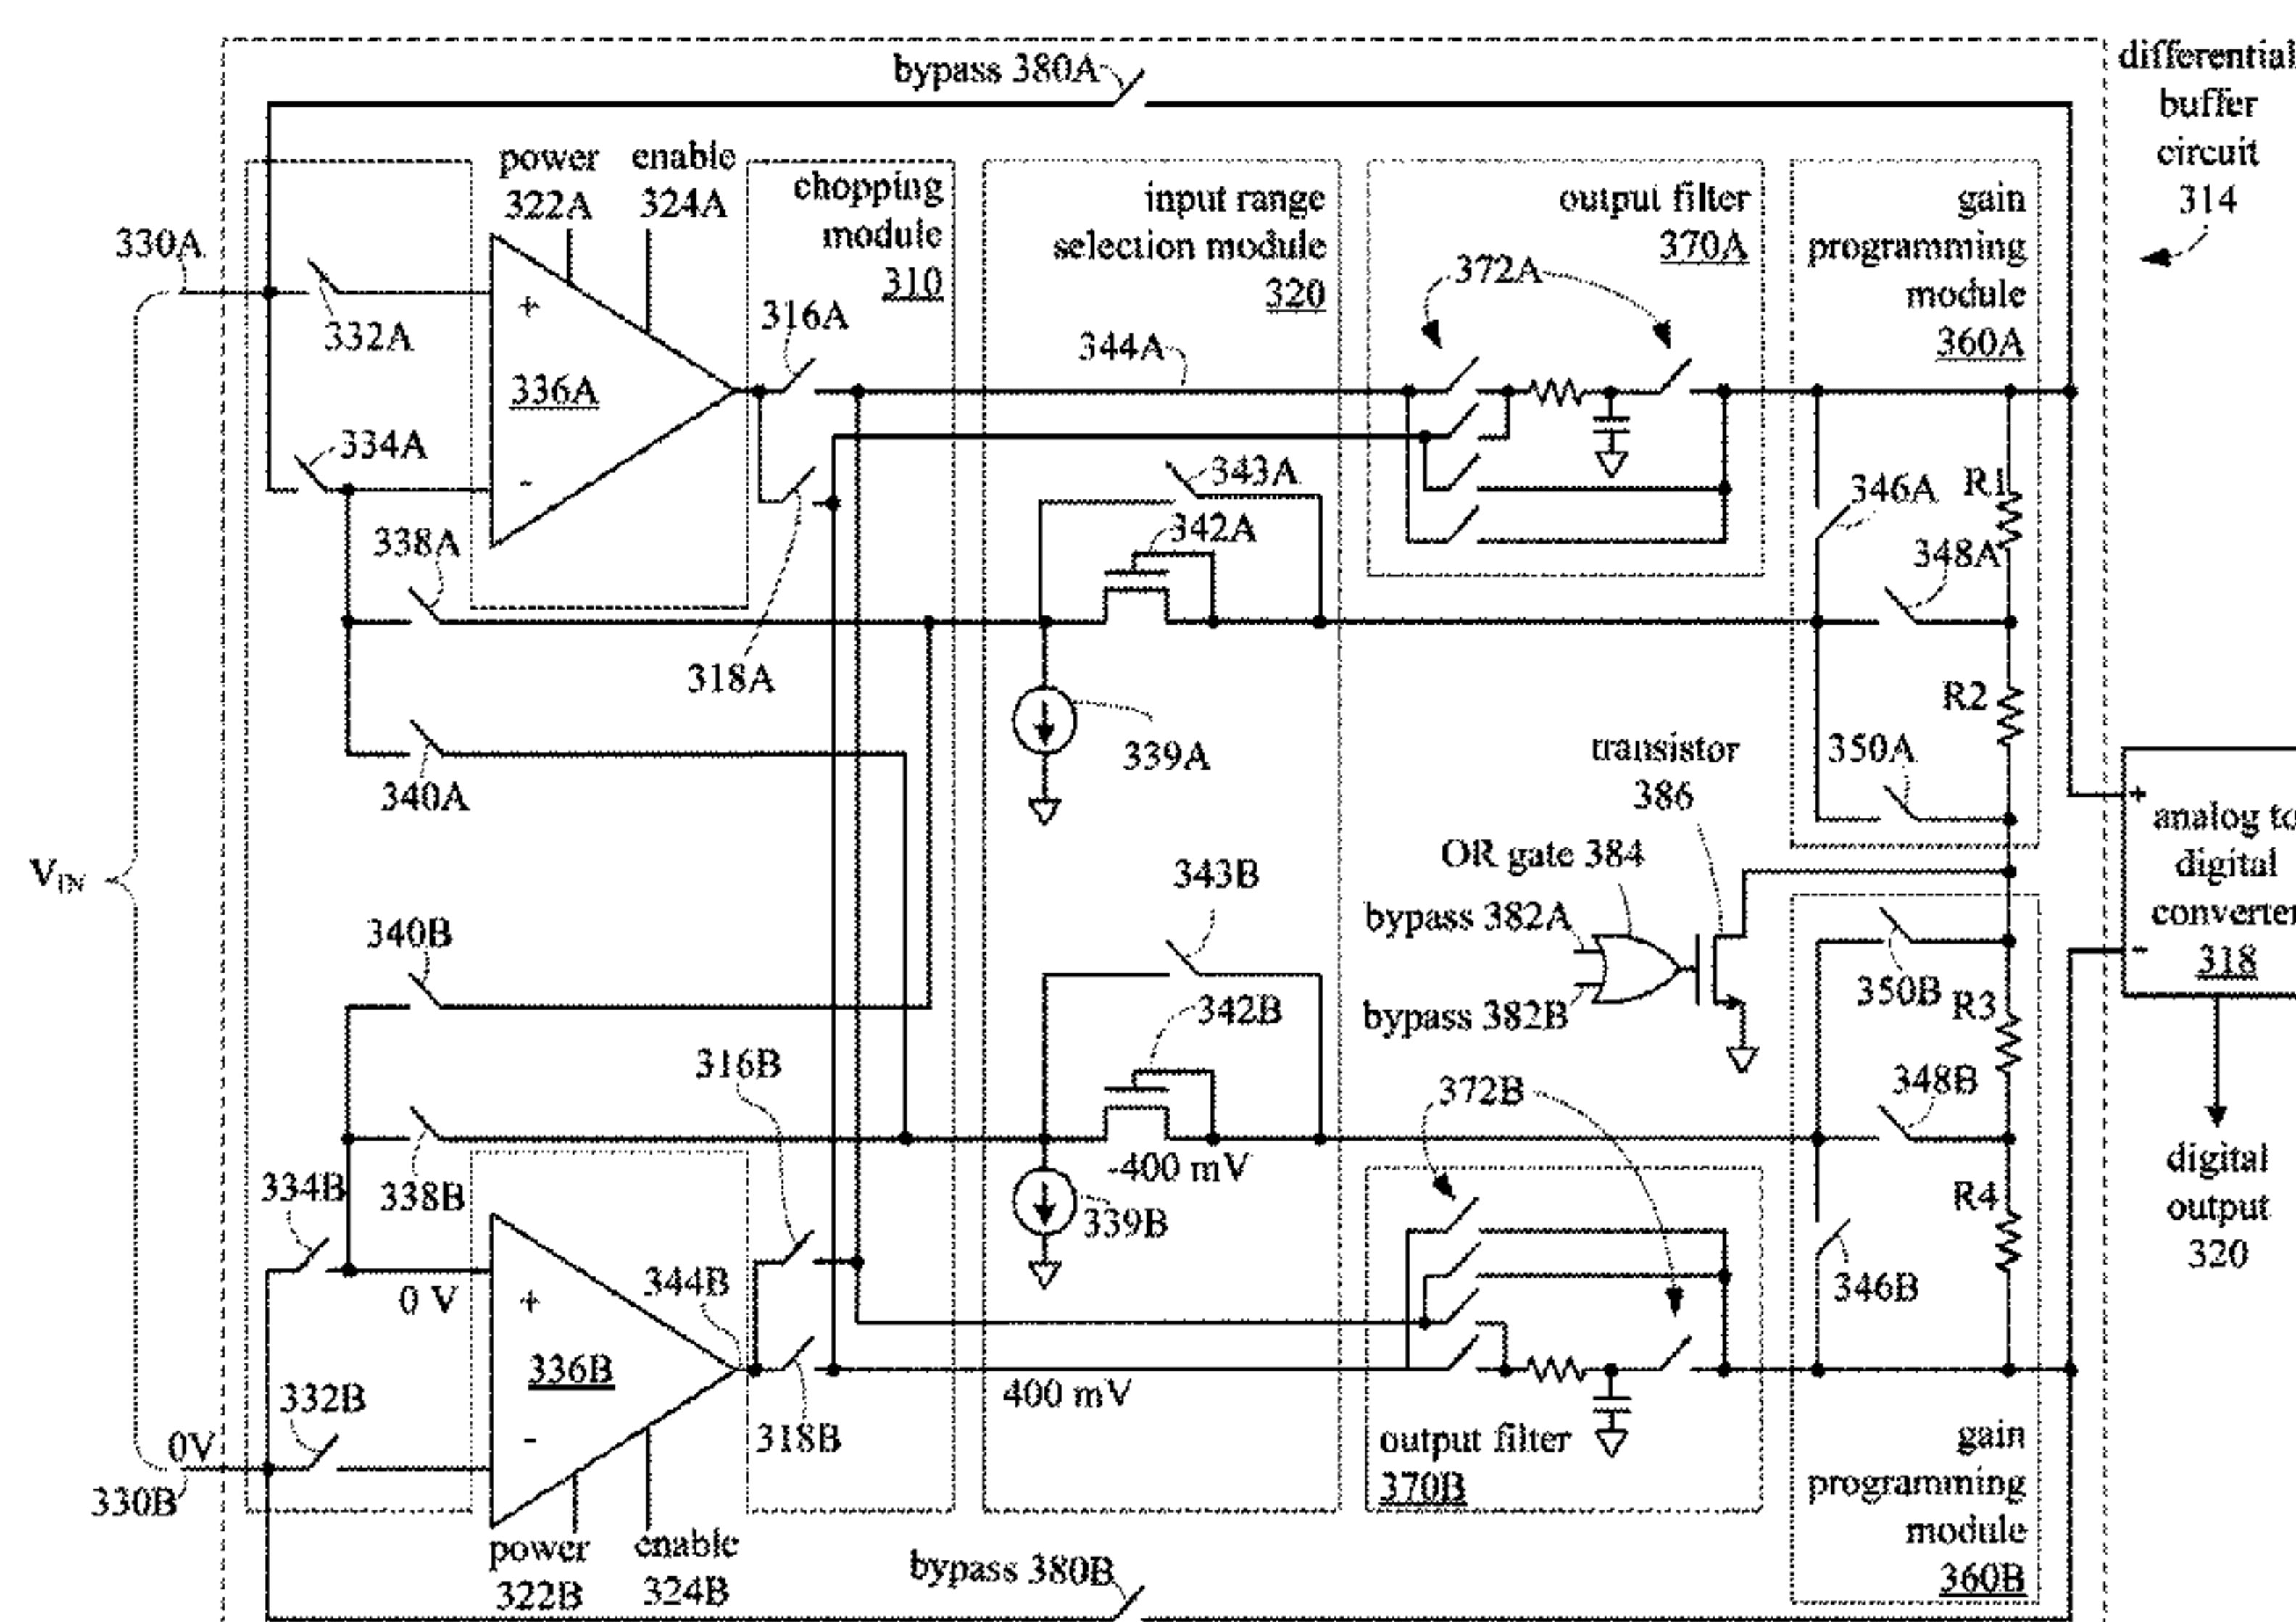 differential
buffer
circuit
314
bypass 380A
power
322A
enable
324A
chopping
module
310
input range
selection module
320
output filter
370A
gain
programming
module
360A
330A
332A
+
336A
-
316A
344A
372A
334A
343A
342A
346A
R1
348A
338A
318A
R2
339A
340A
transistor
386
350A
+
analog to
digital
converter
318
-
OR gate 384
bypass 382A
bypass 382B
V_IN
343B
340B
350B
R3
342B
316B
372B
348B
digital
output
320
-400 mV
334B
338B
339B
R4
344B
0 V
+
336B
-
346B
332B
400 mV
318B
0V
330B
output filter
370B
gain
programming
module
360B
power
322B
enable
324B
bypass 380B